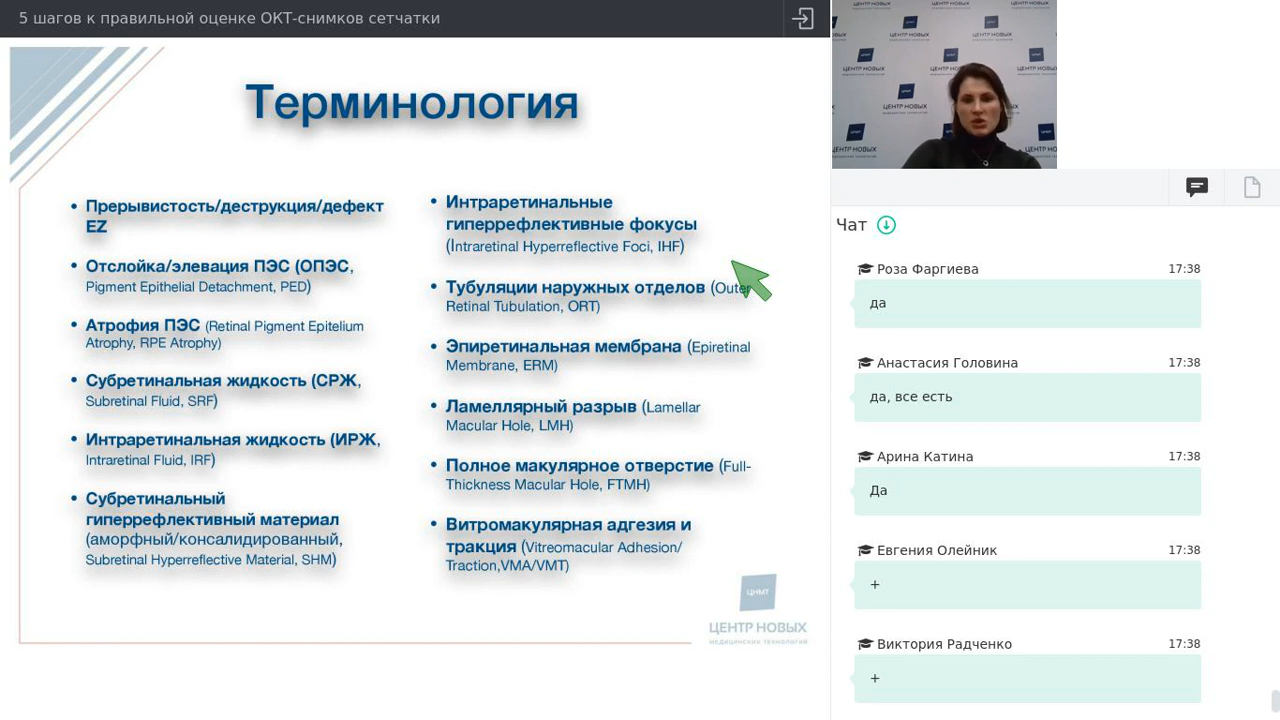 5 шагов к правильной оценке ОКТ-снимков сетчатки
Терминология
• Прерывистость/деструкция/дефект
EZ
• Отслойка/элевация ПЭС (ОПЭС,
Pigment Epithelial Detachment, PED)
• Атрофия ПЭС (Retinal Pigment Epitelium
Atrophy, RPE Atrophy)
• Субретинальная жидкость (СРЖ,
Subretinal Fluid, SRF)
• Интраретинальная жидкость (ИРЖ,
Intraretinal Fluid, IRF)
• Субретинальный
гиперрефлективный материал
(аморфный/консалидированный,
Subretinal Hyperreflective Material, SHM)
• Интраретинальные
гиперрефлективные фокусы
(Intraretinal Hyperreflective Foci, IHF)
• Тубуляции наружных отделов (Outer
Retinal Tubulation, ORT)
• Эпиретинальная мембрана (Epiretinal
Membrane, ERM)
• Ламеллярный разрыв (Lamellar
Macular Hole, LMH)
• Полное макулярное отверстие (Full-
Thickness Macular Hole, FTMH)
• Витромакулярная адгезия и
тракция (Vitreomacular Adhesion/
Traction,VMA/VMT)
ЦНМТ
ЦЕНТР НОВЫХ
МЕДИЦИНСКИХ ТЕХНОЛОГИЙ
ЦЕНТР НОВЫХ
ЦЕНТР НОВЫХ
Чат
Роза Фаргиева 17:38
да
Анастасия Головина 17:38
да, все есть
Арина Катина 17:38
Да
Евгения Олейник 17:38
+
Виктория Радченко 17:38
+